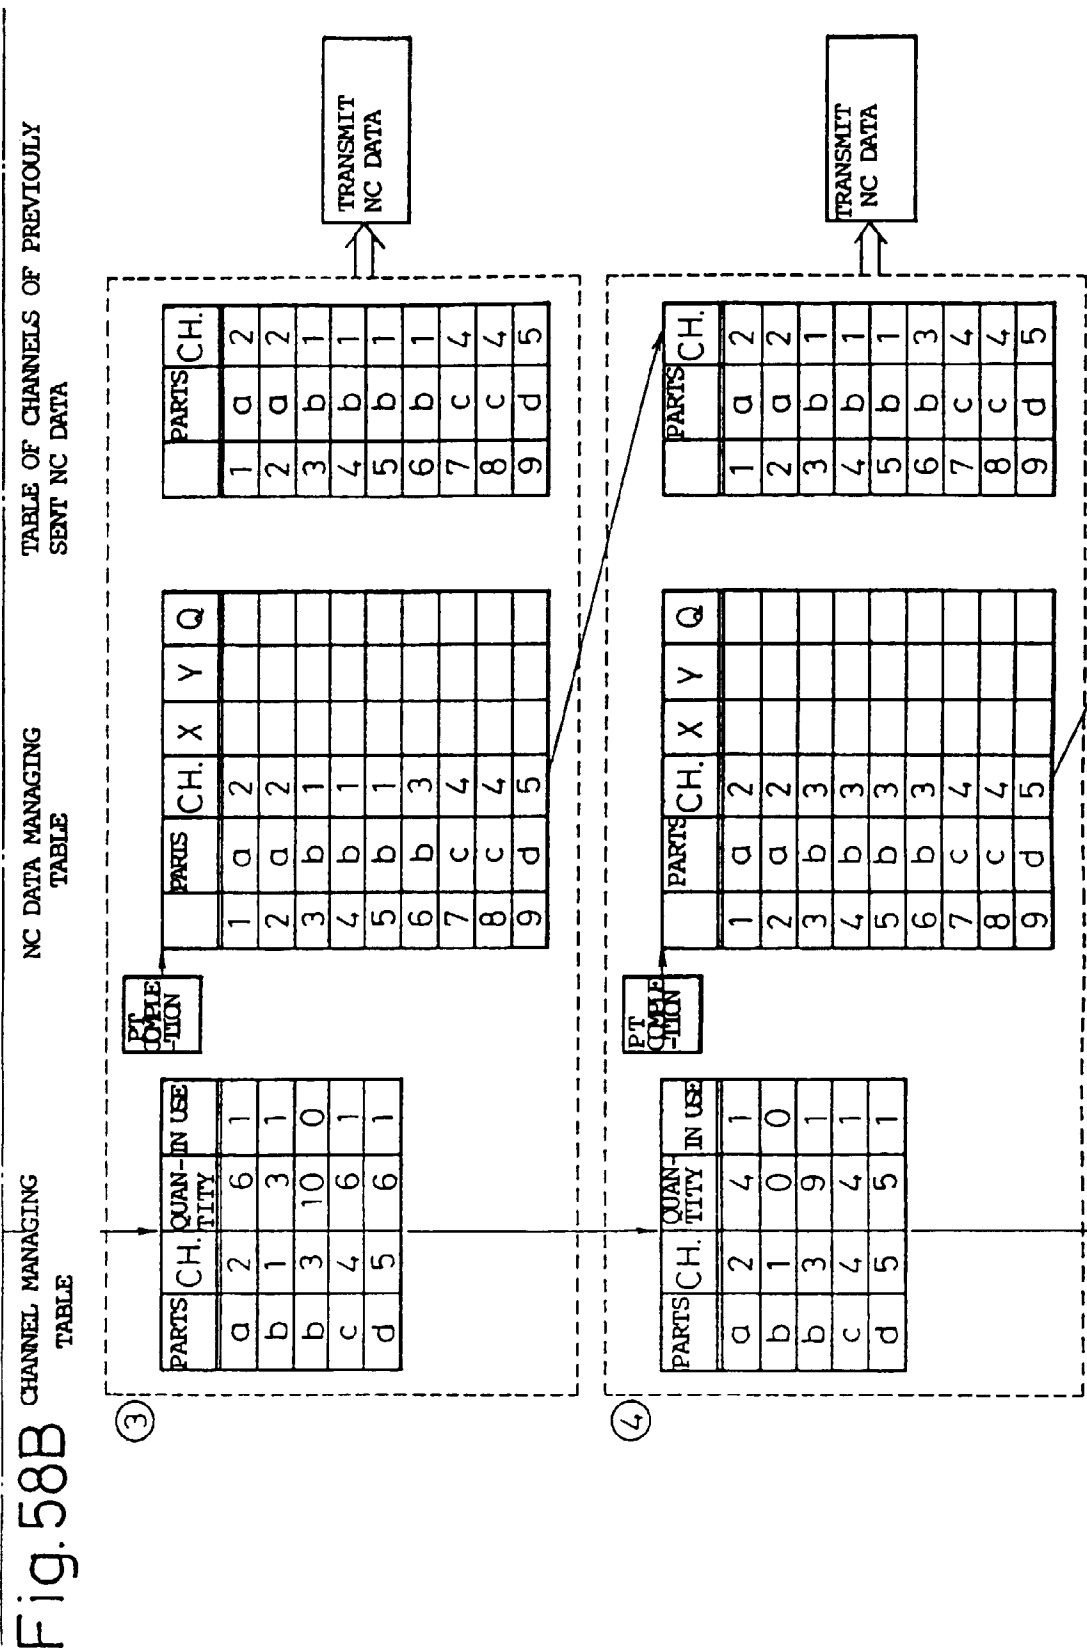 Fig. 58B
CHANNEL MANAGING
TABLE
NC DATA MANAGING
TABLE
TABLE OF CHANNELS OF PREVIOULY
SENT NC DATA
3
PARTS CH. QUAN-TITY IN USE
a 2 6 1
b 1 3 1
b 3 10 0
c 4 6 1
d 5 6 1
PT
COMPLE
-TION
PARTS CH. X Y Q
1 a 2
2 a 2
3 b 1
4 b 1
5 b 1
6 b 3
7 c 4
8 c 4
9 d 5
PARTS CH.
1 a 2
2 a 2
3 b 1
4 b 1
5 b 1
6 b 1
7 c 4
8 c 4
9 d 5
TRANSMIT
NC DATA
4
PARTS CH. QUAN-TITY IN USE
a 2 4 1
b 1 0 0
b 3 9 1
c 4 4 1
d 5 5 1
PT
COMPLE
-TION
PARTS CH. X Y Q
1 a 2
2 a 2
3 b 3
4 b 3
5 b 3
6 b 3
7 c 4
8 c 4
9 d 5
PARTS CH.
1 a 2
2 a 2
3 b 1
4 b 1
5 b 1
6 b 3
7 c 4
8 c 4
9 d 5
TRANSMIT
NC DATA